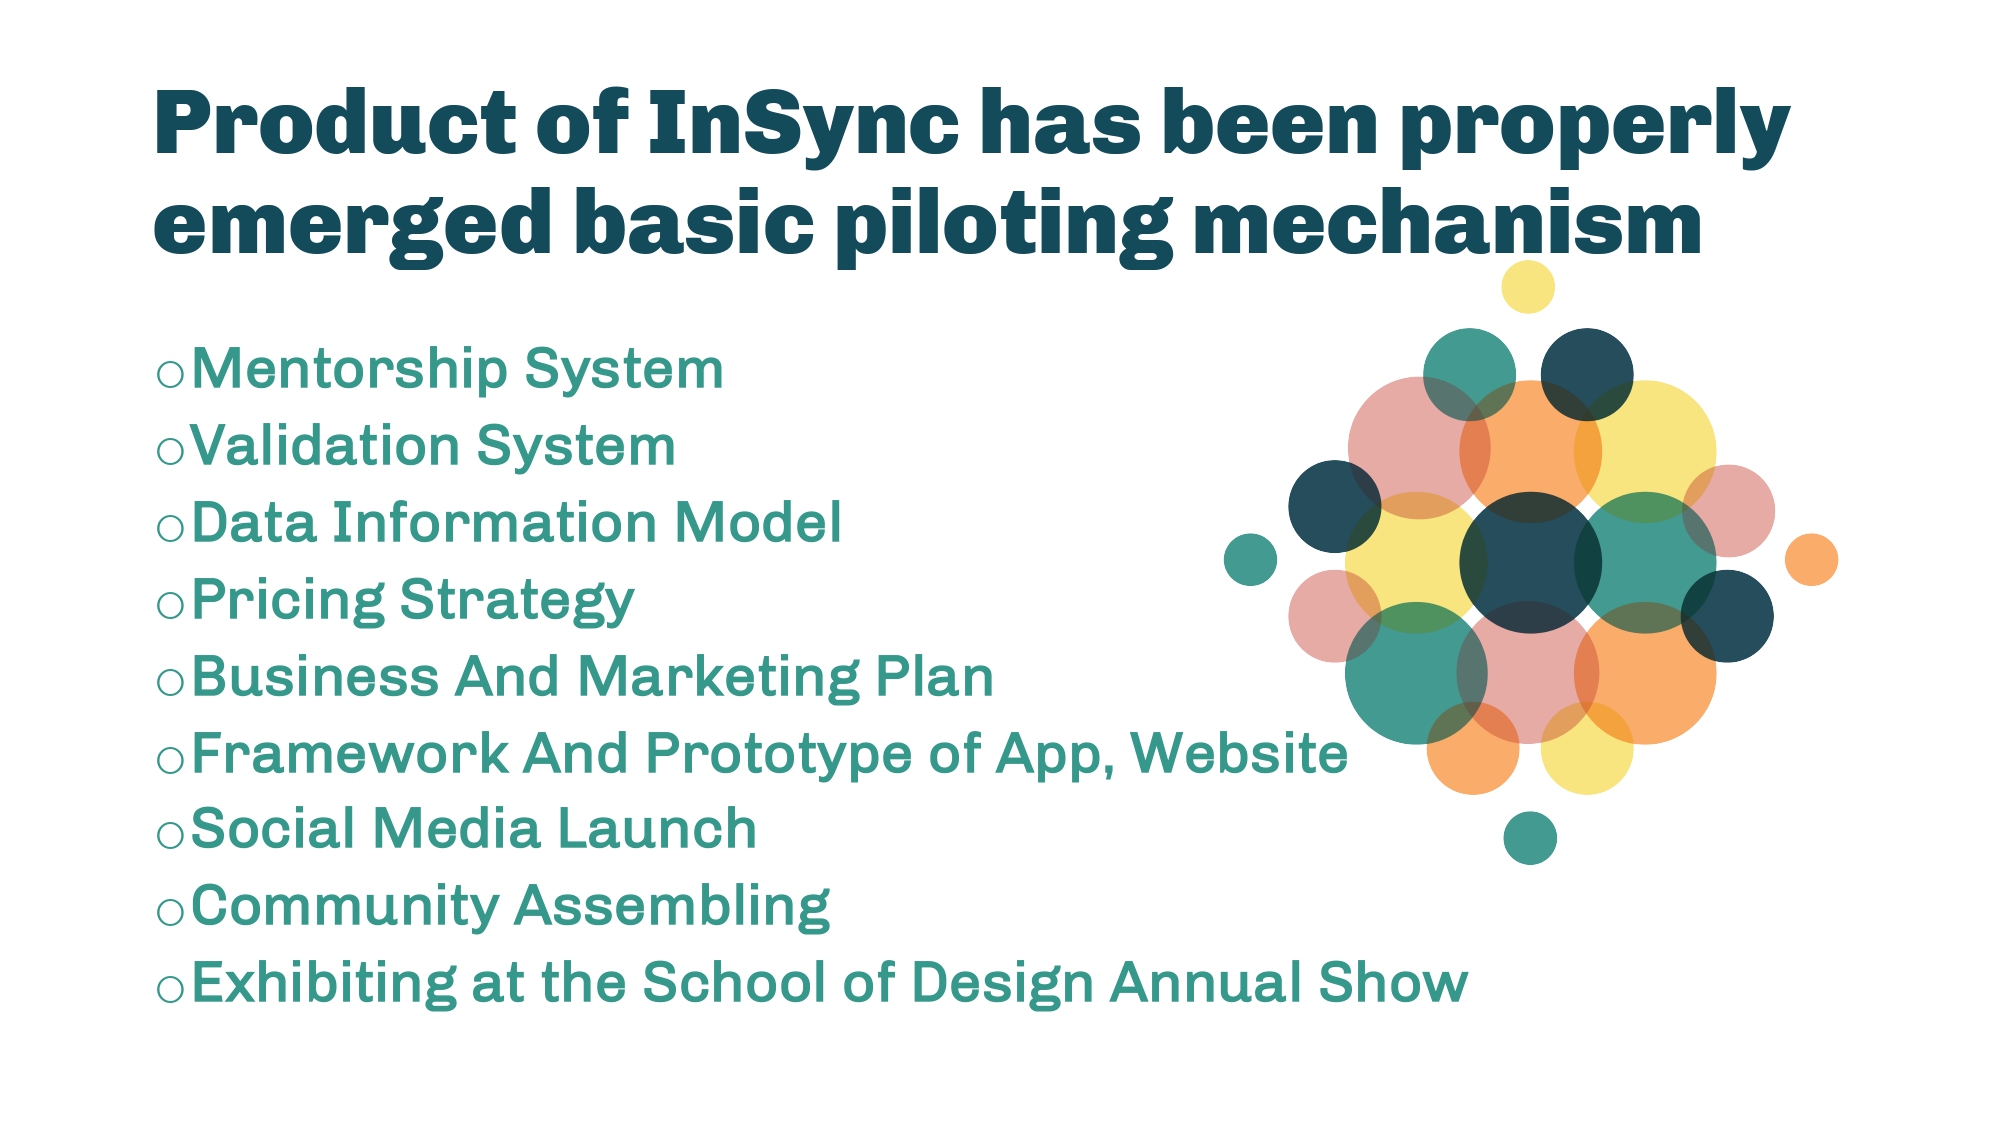 Product of InSync has been properly
emerged basic piloting mechanism
○Mentorship System
○Validation System
○Data Information Model
○Pricing Strategy
○Business And Marketing Plan
○Framework And Prototype of App, Website
○Social Media Launch
○Community Assembling
○Exhibiting at the School of Design Annual Show